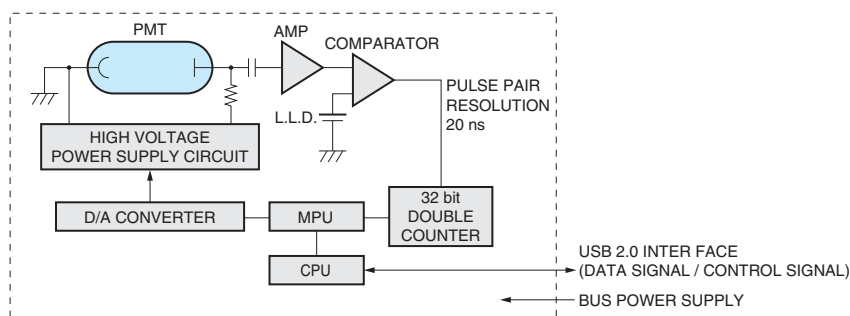 PMT
AMP
COMPARATOR
PULSE PAIR
RESOLUTION
20 ns
L.L.D.
HIGH VOLTAGE
POWER SUPPLY CIRCUIT
D/A CONVERTER
MPU
32 bit
DOUBLE
COUNTER
CPU
USB 2.0 INTER FACE
(DATA SIGNAL / CONTROL SIGNAL)
BUS POWER SUPPLY